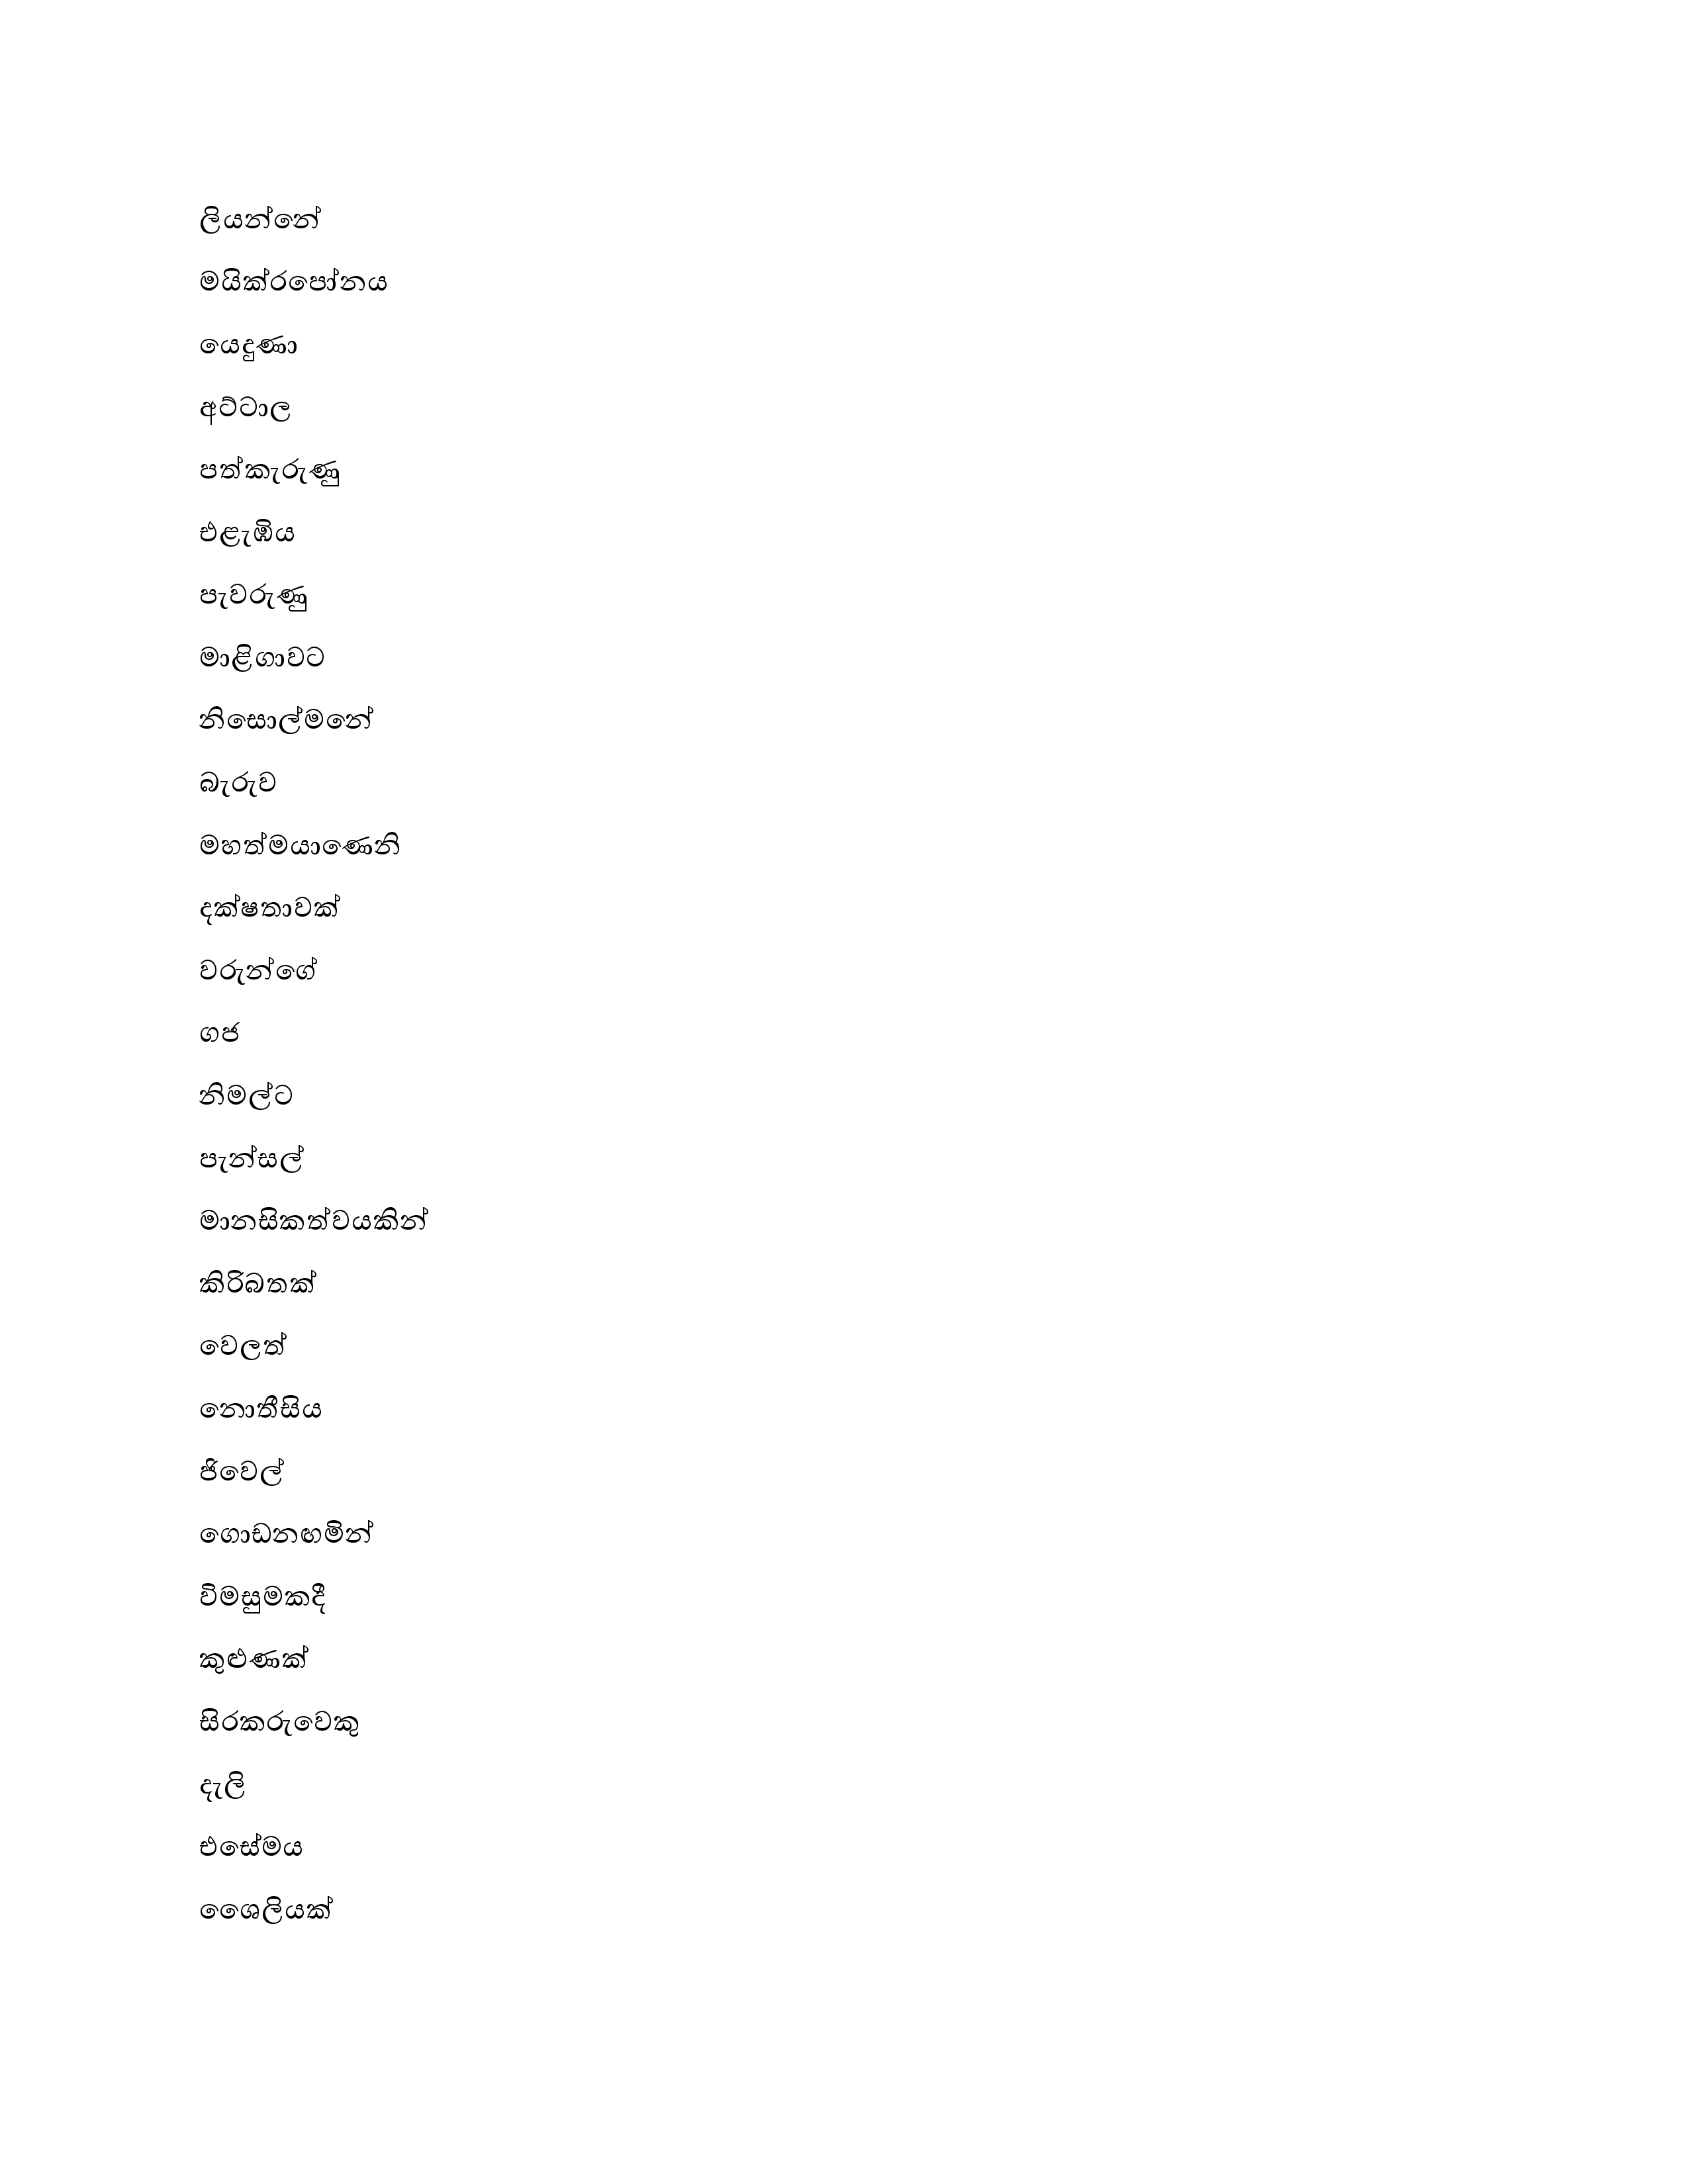 ලියන්නේ
මයික්රපෝනය
යෙදුණා
අට්ටාල
පත්කැරුණු
එළැඹිය
පැවරුණු
මාළිගාවට
නිසොල්මනේ
බැරුව
මහත්මයාණෙනි
දක්ෂතාවක්
වරුන්ගේ
ගජ
නිමල්ට
පැන්සල්
මානසිකත්වයකින්
කිරිබතක්
වෙලත්
නොතීසිය
ජිවෙල්
ගොඩනඟමින්
විමසුමකදී
කුළුණක්
සිරකරුවෙකු
දැලි
එසේමය
ශෛලියක්